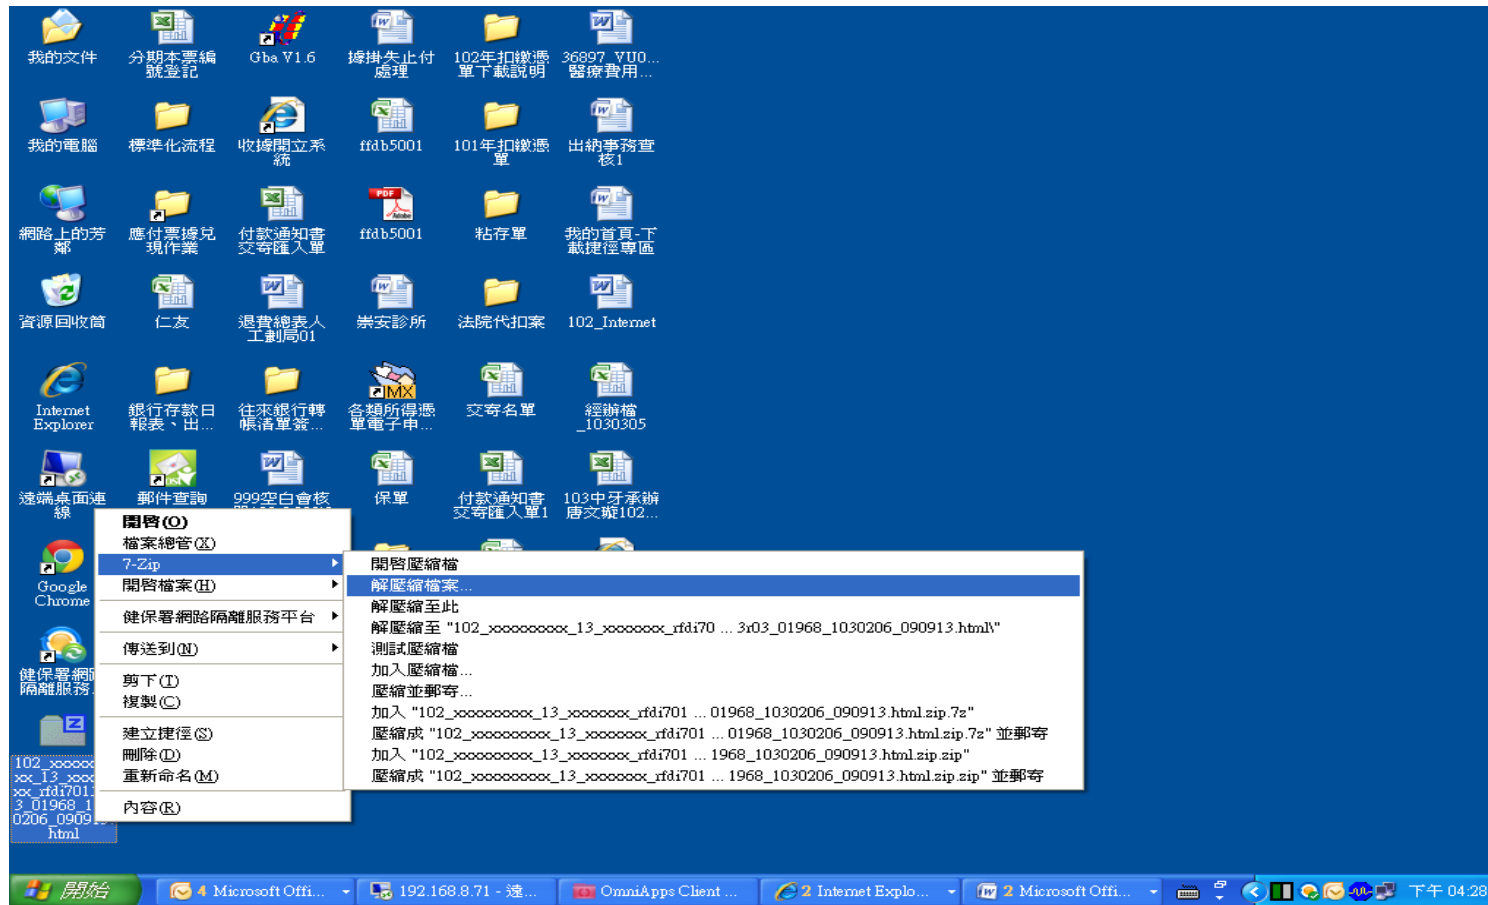 我的文件
分期本票編
號登記
Gba V1.6
據掛失止付
處理
102年扣繳憑
單下載說明
36897_VU0...
醫療費用...
我的電腦
標準化流程
收據開立系
統
ffdb5001
101年扣繳憑
單
出納事務查
核1
網路上的芳
鄰
應付票據兌
現作業
付款通知書
交寄匯入單
ffdb5001
粘存單
我的首頁-下
載捷徑專區
資源回收筒
仁友
退費總表人
工劃局01
崇安診所
法院代扣案
102_Internet
Internet
Explorer
銀行存款日
報表、出...
往來銀行轉
帳清單簽...
各類所得憑
單電子申...
交寄名單
經辦檔
_1030305
遠端桌面連
線
郵件查詢
999空白會核
保單
付款通知書
交寄匯入單1
103中牙承辦
唐文璇102...
Google
Chrome
健保署網
隔離服務.
102_xxxxx
xx_13_xxx
xx_rfdi701.
3_01968_1
0206_0909
html
開啓(O)
檔案總管(X)
7-Zip
開啓檔案(H)
健保署網路隔離服務平台
傳送到(N)
剪下(T)
複製(C)
建立捷徑(S)
刪除(D)
重新命名(M)
內容(R)
開啓壓縮檔
解壓縮檔案...
解壓縮至此
解壓縮至 "102_xxxxxxxxxx_13_xxxxxxxx_rfdi70 ... 3r03_01968_1030206_090913.html\"
測試壓縮檔
加入壓縮檔...
壓縮並郵寄...
加入 "102_xxxxxxxxxx_13_xxxxxxxx_rfdi701 ... 01968_1030206_090913.html.zip.7z"
壓縮成 "102_xxxxxxxxxx_13_xxxxxxxx_rfdi701 ... 01968_1030206_090913.html.zip.7z" 並郵寄
加入 "102_xxxxxxxxxx_13_xxxxxxxx_rfdi701 ... 1968_1030206_090913.html.zip.zip"
壓縮成 "102_xxxxxxxxxx_13_xxxxxxxx_rfdi701 ... 1968_1030206_090913.html.zip.zip" 並郵寄
開始
4 Microsoft Offi...
192.168.8.71 - 遠...
OmniApps Client ...
2 Internet Explo...
2 Microsoft Offi...
下午 04:28